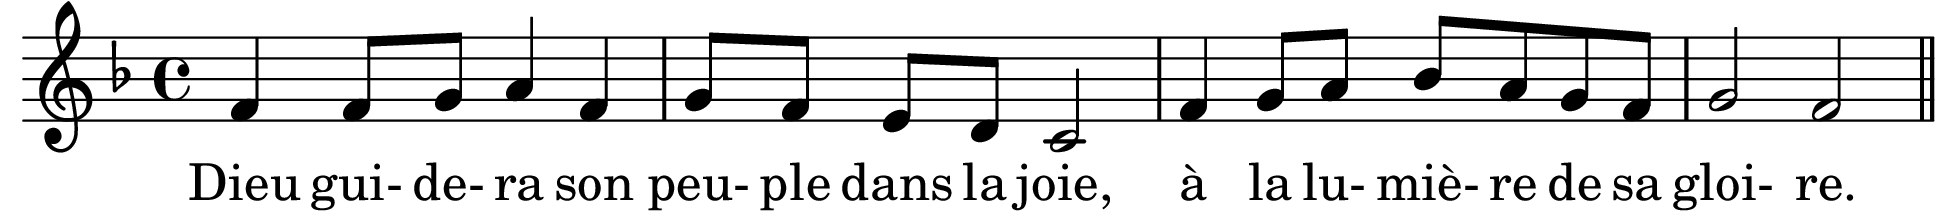 Dieu gui- de- ra son peu- ple dans la joie, à la lu- miè- re de sa gloi- re.